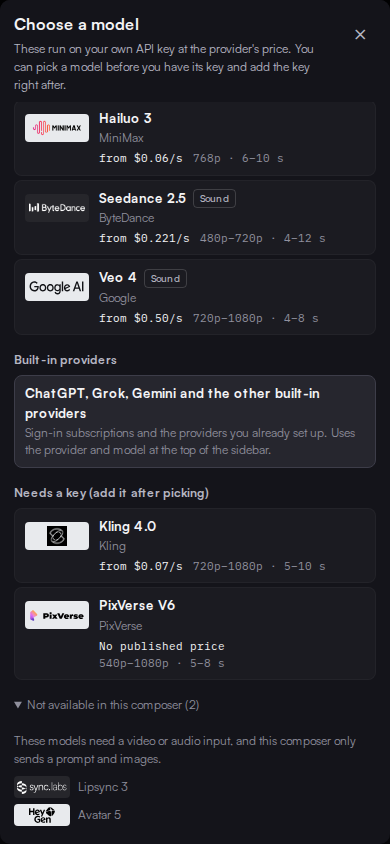 Choose a model
These run on your own API key at the provider's price. You
can pick a model before you have its key and add the key
right after.
MINIMAX
Hailuo 3
MiniMax
from $0.06/s 768p · 6–10 s
ByteDance
Seedance 2.5 Sound
ByteDance
from $0.221/s 480p–720p · 4–12 s
Google AI
Veo 4 Sound
Google
from $0.50/s 720p–1080p · 4–8 s
Built-in providers
ChatGPT, Grok, Gemini and the other built-in
providers
Sign-in subscriptions and the providers you already set up. Uses
the provider and model at the top of the sidebar.
Needs a key (add it after picking)
Kling 4.0
Kling
from $0.07/s 720p–1080p · 5–10 s
PixVerse
PixVerse V6
PixVerse
No published price
540p–1080p · 5–8 s
▼ Not available in this composer (2)
These models need a video or audio input, and this composer only
sends a prompt and images.
sync.labs Lipsync 3
HeyGen Avatar 5